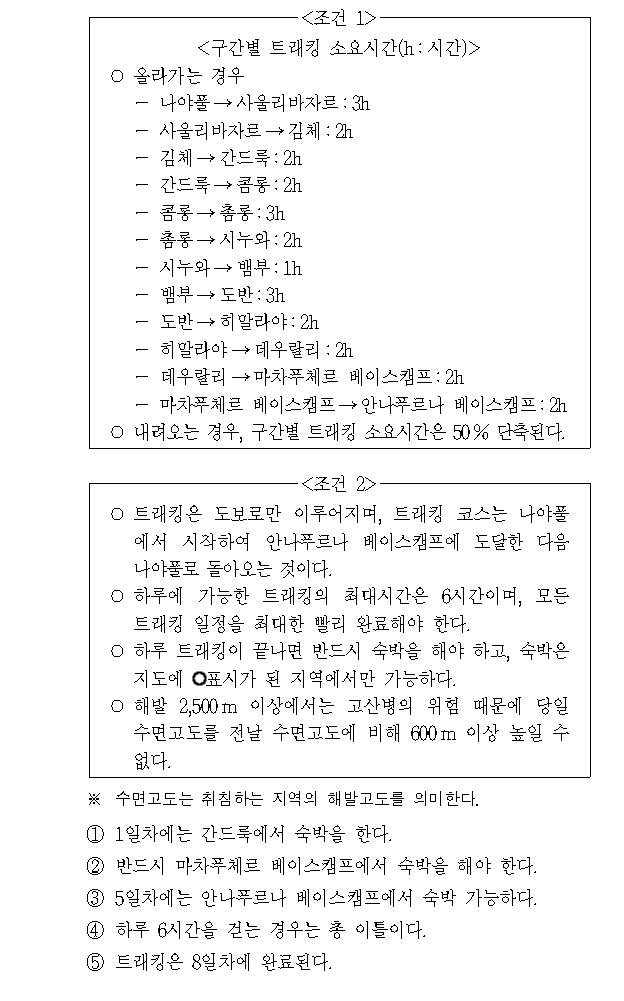 <조건 1>
<구간별 트래킹 소요시간(h : 시간)>
○ 올라가는 경우
－ 나야풀→사울리바자르 : 3h
－ 사울리바자르→김체 : 2h
－ 김체→간드룩 : 2h
－ 간드룩→콤롱 : 2h
－ 콤롱→촘롱 : 3h
－ 촘롱→시누와 : 2h
－ 시누와→뱀부 : 1h
－ 뱀부→도반 : 3h
－ 도반→히말라야 : 2h
－ 히말라야→데우랄리 : 2h
－ 데우랄리→마차푸체르 베이스캠프 : 2h
－ 마차푸체르 베이스캠프→안나푸르나 베이스캠프 : 2h
○ 내려오는 경우, 구간별 트래킹 소요시간은 50% 단축된다.
<조건 2>
○ 트래킹은 도보로만 이루어지며, 트래킹 코스는 나야풀
에서 시작하여 안나푸르나 베이스캠프에 도달한 다음
나야풀로 돌아오는 것이다.
○ 하루에 가능한 트래킹의 최대시간은 6시간이며, 모든
트래킹 일정을 최대한 빨리 완료해야 한다.
○ 하루 트래킹이 끝나면 반드시 숙박을 해야 하고, 숙박은
지도에 O표시가 된 지역에서만 가능하다.
○ 해발 2,500m 이상에서는 고산병의 위험 때문에 당일
수면고도를 전날 수면고도에 비해 600m 이상 높일 수
없다.
※ 수면고도는 취침하는 지역의 해발고도를 의미한다.
① 1일차에는 간드룩에서 숙박을 한다.
② 반드시 마차푸체르 베이스캠프에서 숙박을 해야 한다.
③ 5일차에는 안나푸르나 베이스캠프에서 숙박 가능하다.
④ 하루 6시간을 걷는 경우는 총 이틀이다.
⑤ 트래킹은 8일차에 완료된다.